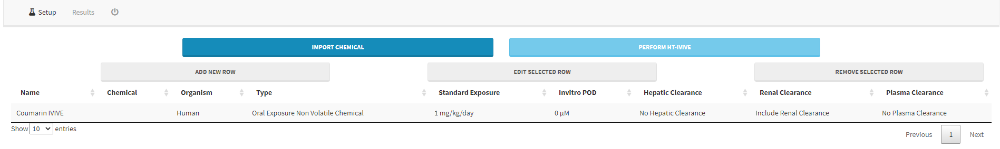 Setup Results
IMPORT CHEMICAL PERFORM HT-IVIVE
ADD NEW ROW EDIT SELECTED ROW REMOVE SELECTED ROW
Name Chemical Organism Type Standard Exposure Invitro POD Hepatic Clearance Renal Clearance Plasma Clearance
Coumarin IVIVE Human Oral Exposure Non Volatile Chemical 1 mg/kg/day 0 µM No Hepatic Clearance Include Renal Clearance No Plasma Clearance
Show 10 entries Previous 1 Next